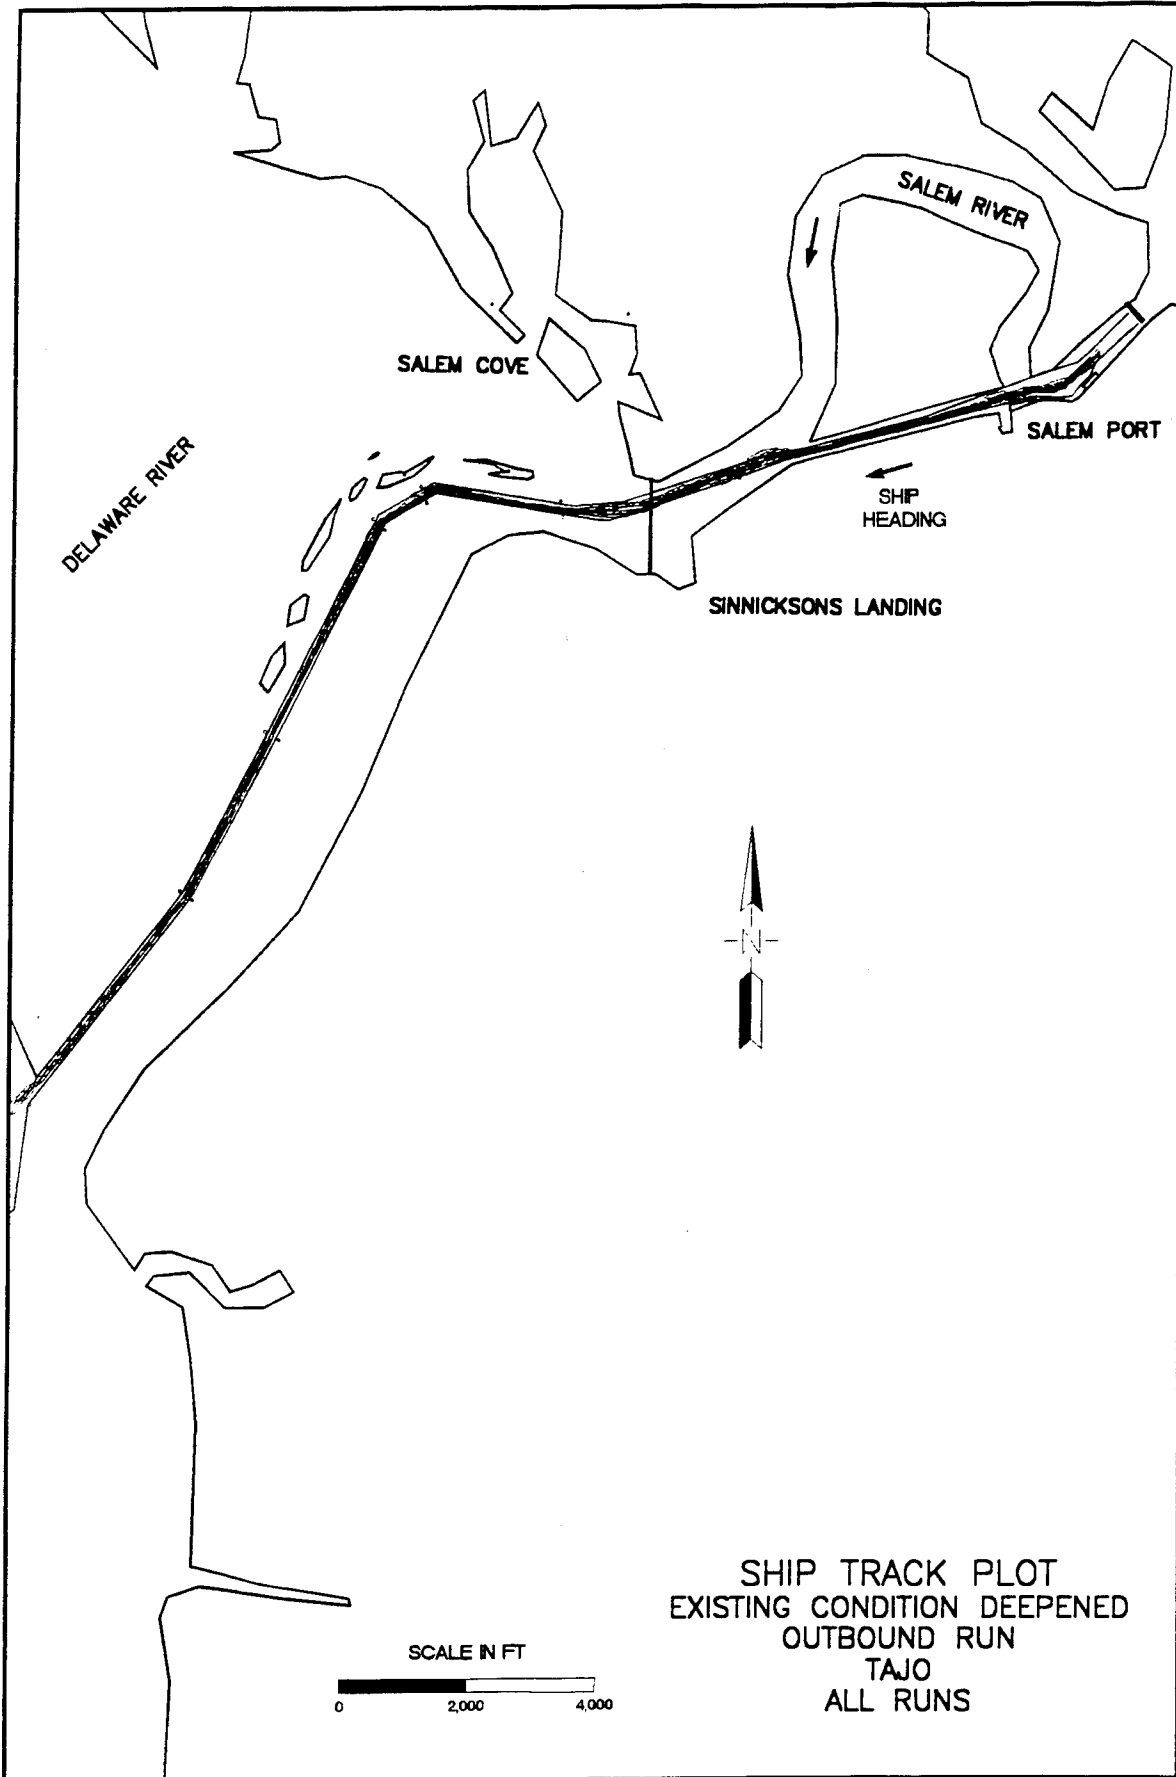 SALEM RIVER
SALEM COVE
SALEM PORT
DELAWARE RIVER
SHIP
HEADING
SINNICKSONS LANDING
N
SHIP TRACK PLOT
EXISTING CONDITION DEEPENED
OUTBOUND RUN
TAJO
ALL RUNS
SCALE IN FT
0 2,000 4,000